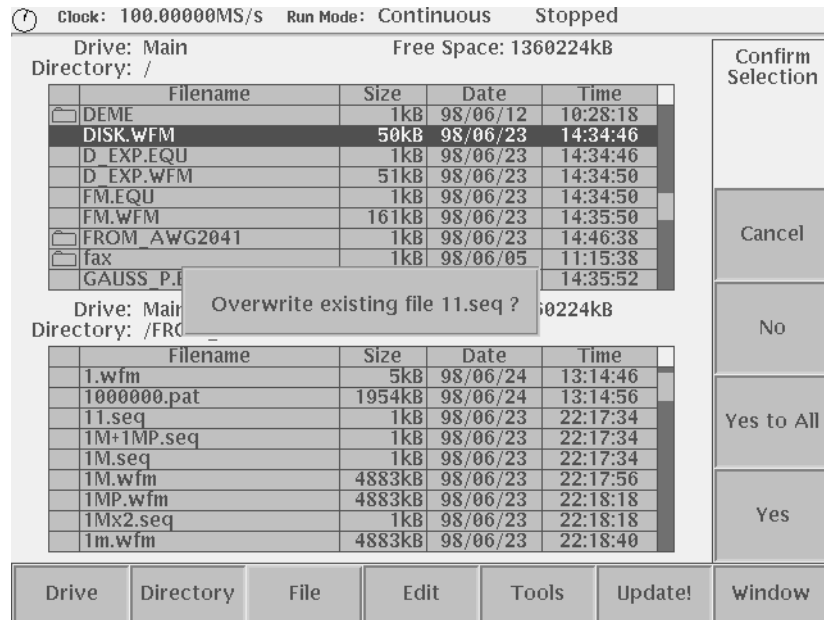 Clock: 100.00000MS/s Run Mode: Continuous Stopped
Drive: Main Free Space: 1360224kB
Directory: /
Filename Size Date Time
DEME 1kB 98/06/12 10:28:18
DISK.WFM 50kB 98/06/23 14:34:46
D_EXP.EQU 1kB 98/06/23 14:34:46
D_EXP.WFM 51kB 98/06/23 14:34:50
FM.EQU 1kB 98/06/23 14:34:50
FM.WFM 161kB 98/06/23 14:35:50
FROM_AWG2041 1kB 98/06/23 14:46:38
fax 1kB 98/06/05 11:15:38
GAUSS_P. 14:35:52
Overwrite existing file 11.seq ?
Drive: Main 60224kB
Directory: /FRO
Filename Size Date Time
1.wfm 5kB 98/06/24 13:14:46
1000000.pat 1954kB 98/06/24 13:14:56
11.seq 1kB 98/06/23 22:17:34
1M+1MP.seq 1kB 98/06/23 22:17:34
1M.seq 1kB 98/06/23 22:17:34
1M.wfm 4883kB 98/06/23 22:17:56
1MP.wfm 4883kB 98/06/23 22:18:18
1Mx2.seq 1kB 98/06/23 22:18:18
1m.wfm 4883kB 98/06/23 22:18:40
Confirm
Selection
Cancel
No
Yes to All
Yes
Drive Directory File Edit Tools Update! Window